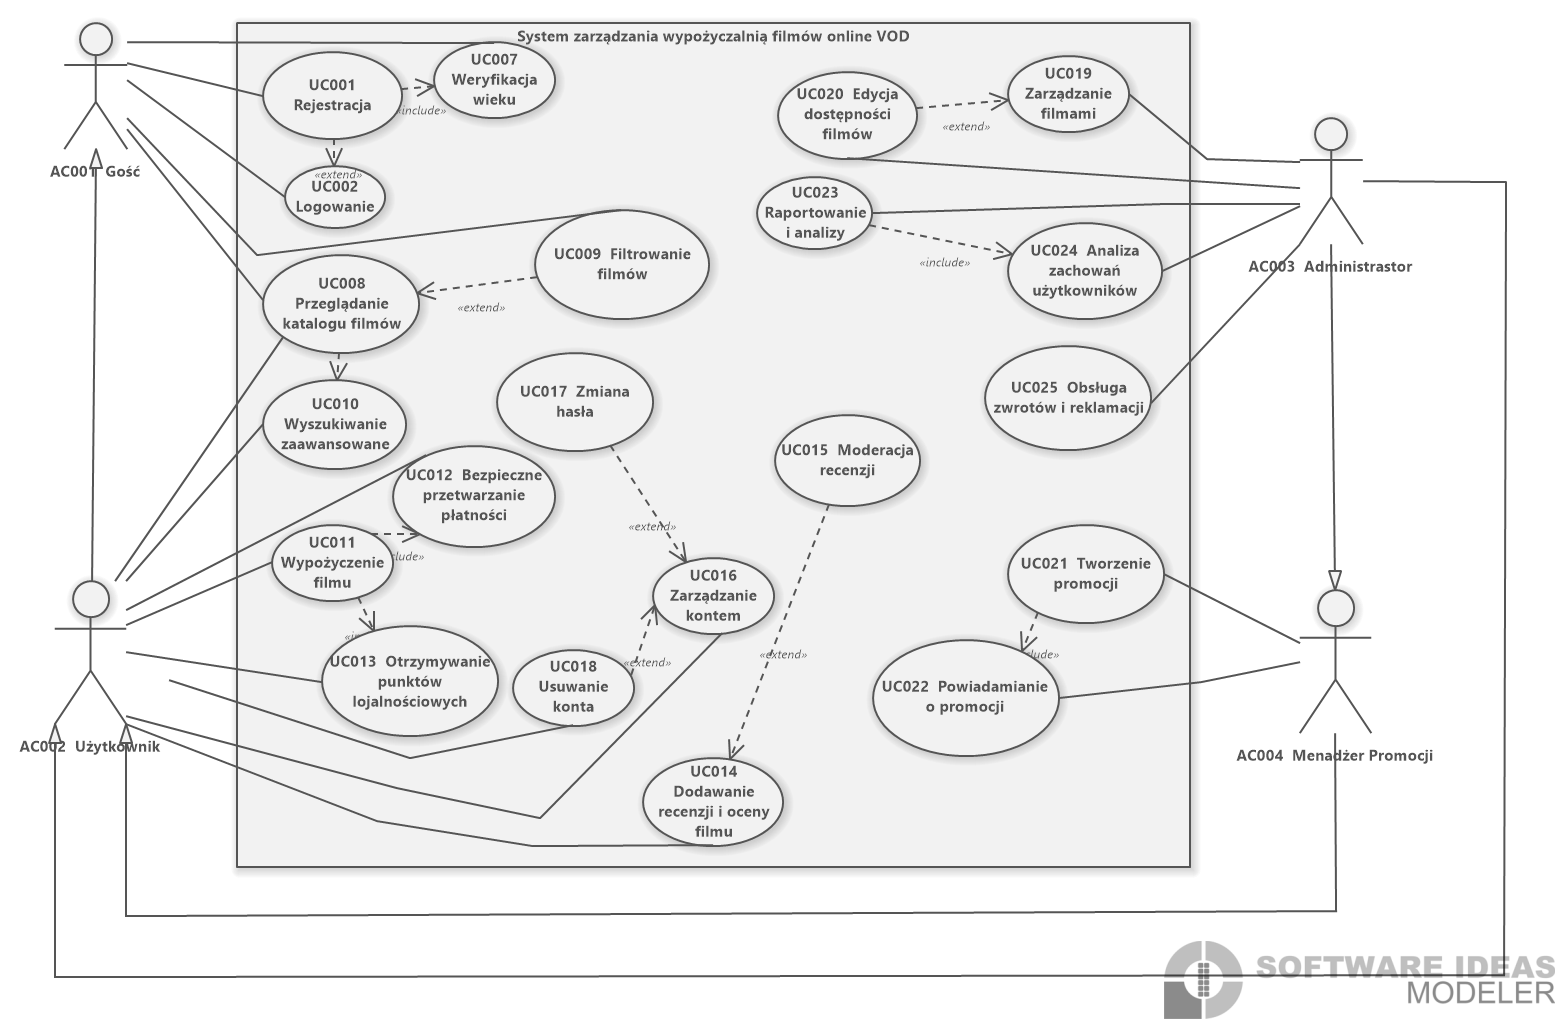 System zarządzania wypożyczalnią filmów online VOD
UC007
Weryfikacja
wieku
UC001
Rejestracja
«include»
«extend»
UC002
Logowanie
AC001 Gość
UC020 Edycja
dostępności
filmów
«extend»
UC019
Zarządzanie
filmami
UC023
Raportowanie
i analizy
«include»
UC024 Analiza
zachowań
użytkowników
AC003 Administrastor
UC009 Filtrowanie
filmów
«extend»
UC008
Przeglądanie
katalogu filmów
UC010
Wyszukiwanie
zaawansowane
UC017 Zmiana
hasła
«extend»
UC025 Obsługa
zwrotów i reklamacji
UC015 Moderacja
recenzji
«extend»
UC012 Bezpieczne
przetwarzanie
płatności
UC011
Wypożyczenie
filmu
clude»
«i
UC013 Otrzymywanie
punktów
lojalnościowych
UC016
Zarządzanie
kontem
UC018
Usuwanie
konta
«extend»
UC014
Dodawanie
recenzji i oceny
filmu
UC021 Tworzenie
promocji
clude»
UC022 Powiadamianie
o promocji
AC002 Użytkownik
AC004 Menadżer Promocji
SOFTWARE IDEAS
MODELER